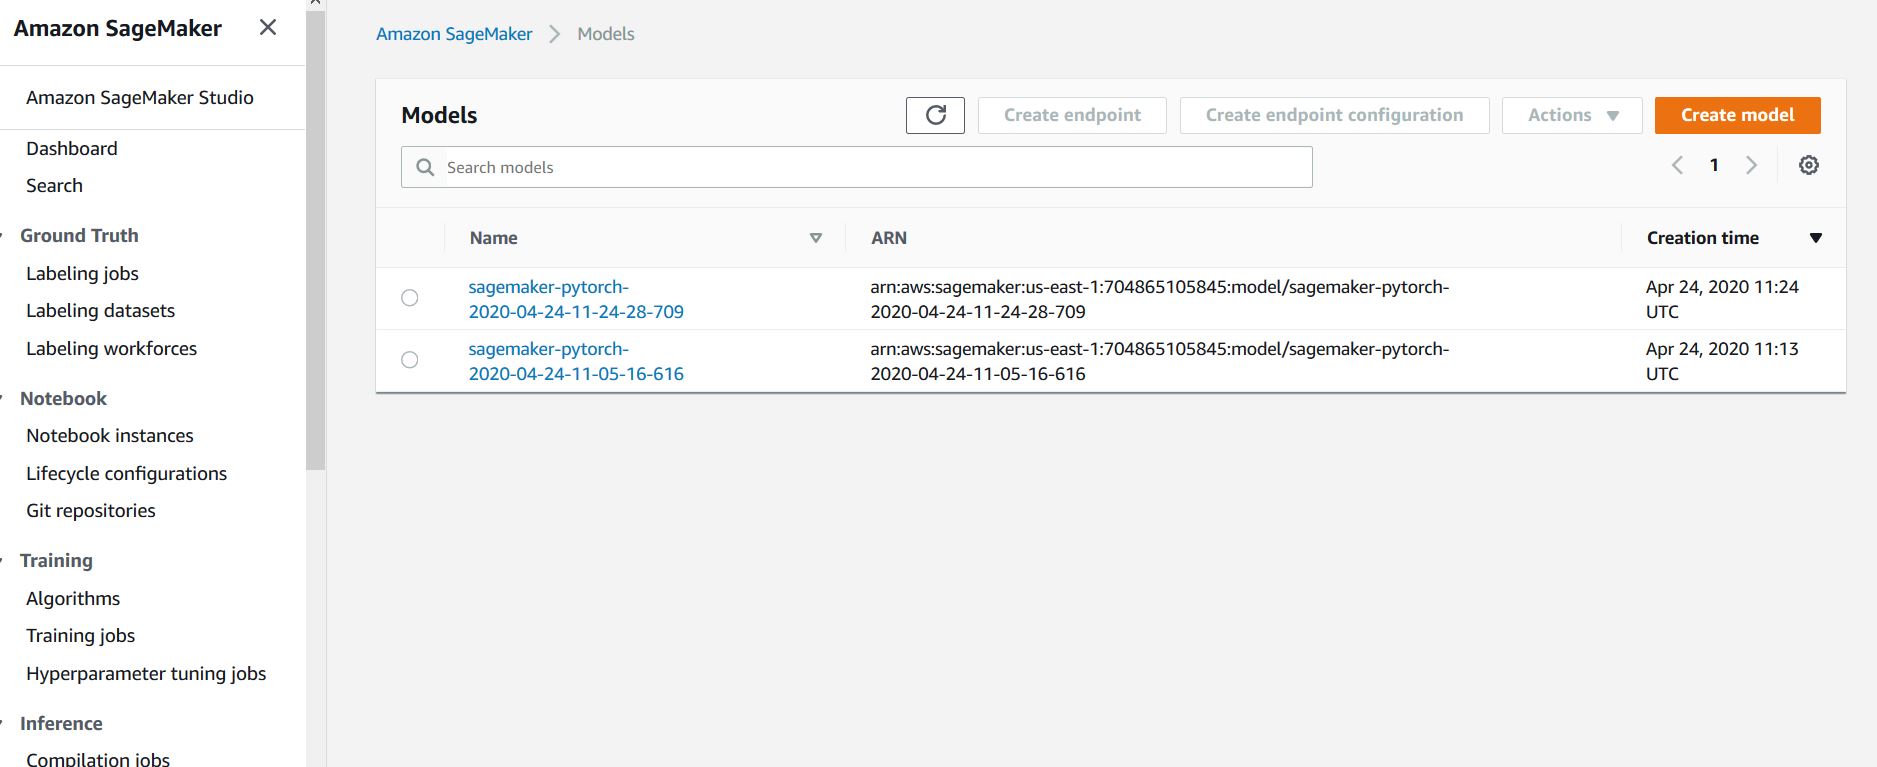 Amazon SageMaker
Amazon SageMaker Studio
Dashboard
Search
Ground Truth
Labeling jobs
Labeling datasets
Labeling workforces
Notebook
Notebook instances
Lifecycle configurations
Git repositories
Training
Algorithms
Training jobs
Hyperparameter tuning jobs
Inference
Compilation jobs
Amazon SageMaker > Models
Models
Create endpoint
Create endpoint configuration
Actions
Create model
Search models
1
Name
ARN
Creation time
sagemaker-pytorch-
2020-04-24-11-24-28-709
arn:aws:sagemaker:us-east-1:704865105845:model/sagemaker-pytorch-
2020-04-24-11-24-28-709
Apr 24, 2020 11:24
UTC
sagemaker-pytorch-
2020-04-24-11-05-16-616
arn:aws:sagemaker:us-east-1:704865105845:model/sagemaker-pytorch-
2020-04-24-11-05-16-616
Apr 24, 2020 11:13
UTC